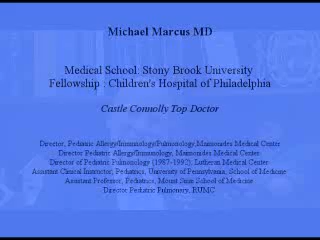 Michael Marcus MD
Medical School: Stony Brook University
Fellowship : Children's Hospital of Philadelphia
Castle Connolly Top Doctor
Director, Pediatric Allergy/Immunology/Pulmonology,Maimonides Medical Center
Director Pediatric Allergy/Immunology, Maimonides Medical Center
Director of Pediatric Pulmonology (1987-1992), Lutheran Medical Center
Assistant Clinical Instructor, Pediatrics, University of Pennsylvania, School of Medicine
Assistant Professor, Pediatrics, Mount Sinai School of Medicine
Director Pediatric Pulmonary, RUMC